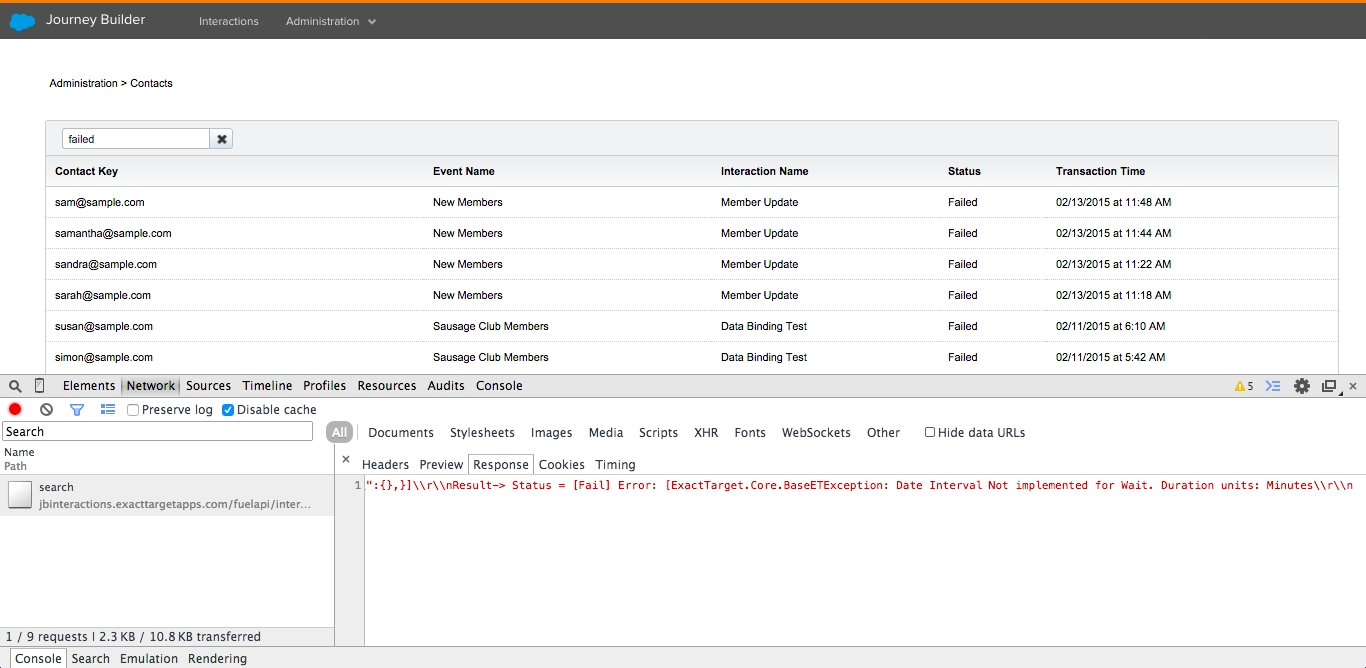 Journey Builder Interactions Administration
Administration > Contacts
failed
Contact Key Event Name Interaction Name Status Transaction Time
sam@sample.com New Members Member Update Failed 02/13/2015 at 11:48 AM
samantha@sample.com New Members Member Update Failed 02/13/2015 at 11:44 AM
sandra@sample.com New Members Member Update Failed 02/13/2015 at 11:22 AM
sarah@sample.com New Members Member Update Failed 02/13/2015 at 11:18 AM
susan@sample.com Sausage Club Members Data Binding Test Failed 02/11/2015 at 6:10 AM
simon@sample.com Sausage Club Members Data Binding Test Failed 02/11/2015 at 5:42 AM
Elements Network Sources Timeline Profiles Resources Audits Console 5
Preserve log Disable cache
Search All Documents Stylesheets Images Media Scripts XHR Fonts WebSockets Other Hide data URLs
Name
Path
Headers Preview Response Cookies Timing
search
jbinteractions.exacttargetapps.com/fuelapi/inter...
1 ":{},}]\\r\\nResult-> Status = [Fail] Error: [ExactTarget.Core.BaseETException: Date Interval Not implemented for Wait. Duration units: Minutes\\r\\n
1 / 9 requests | 2.3 KB / 10.8 KB transferred
Console Search Emulation Rendering